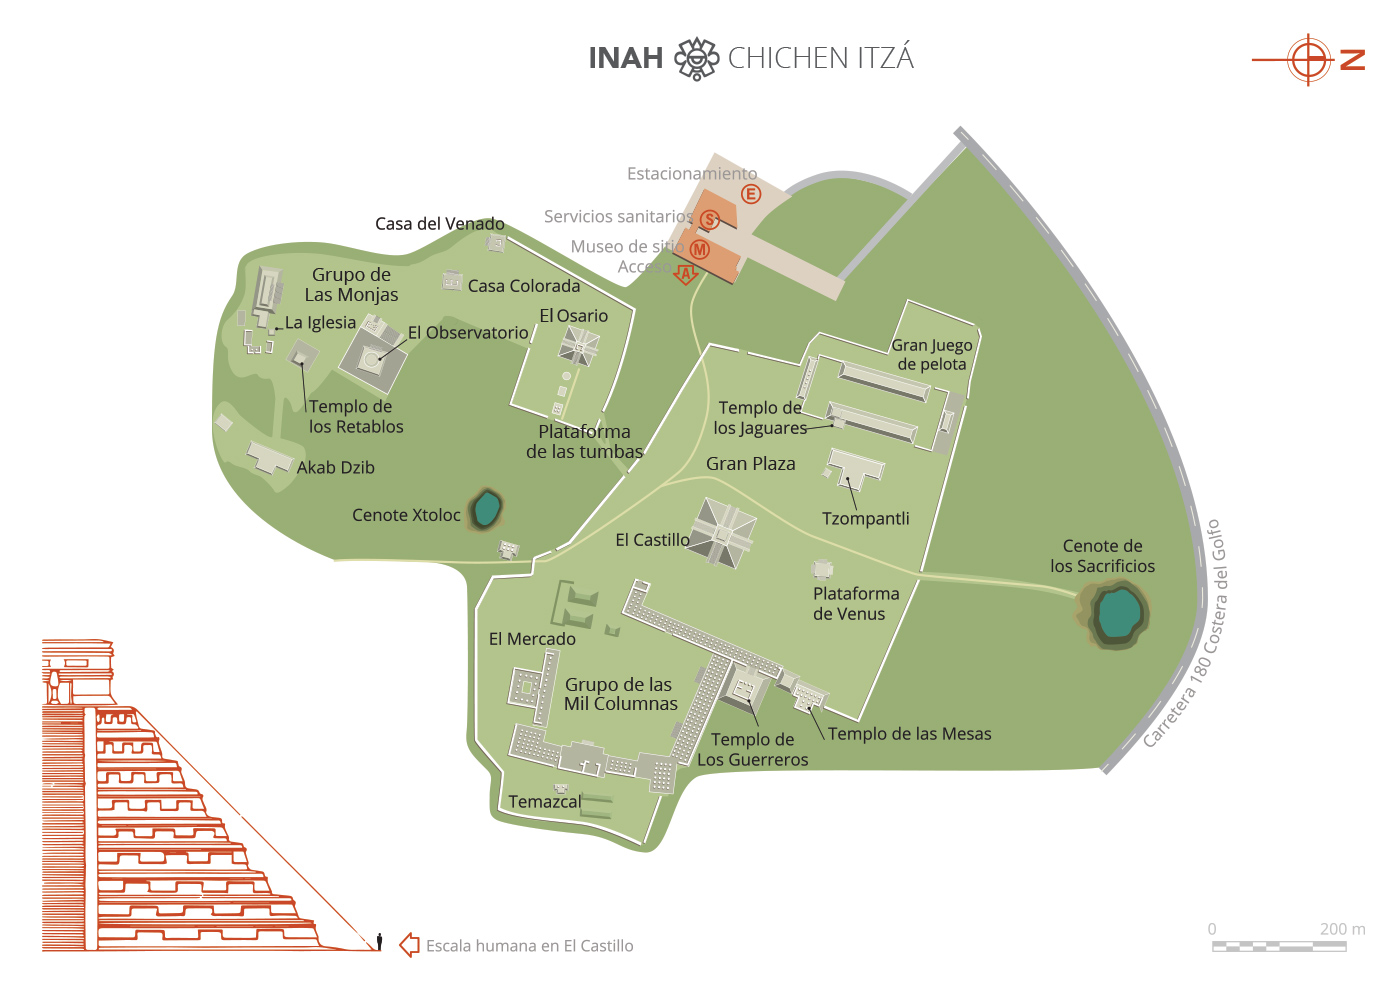 INAH CHICHEN ITZÁ
N
Estacionamiento
E
Servicios sanitarios
S
Museo de sitio
M
Acceso
A
Casa del Venado
Grupo de
Las Monjas
Casa Colorada
La Iglesia
El Observatorio
El Osario
Templo de
los Retablos
Plataforma
de las tumbas
Akab Dzib
Cenote Xtoloc
Gran Juego
de pelota
Templo de
los Jaguares
Gran Plaza
Tzompantli
El Castillo
Plataforma
de Venus
Cenote de
los Sacrificios
Carretera 180 Costera del Golfo
El Mercado
Grupo de las
Mil Columnas
Templo de
Los Guerreros
Templo de las Mesas
Temazcal
Escala humana en El Castillo
0 200 m